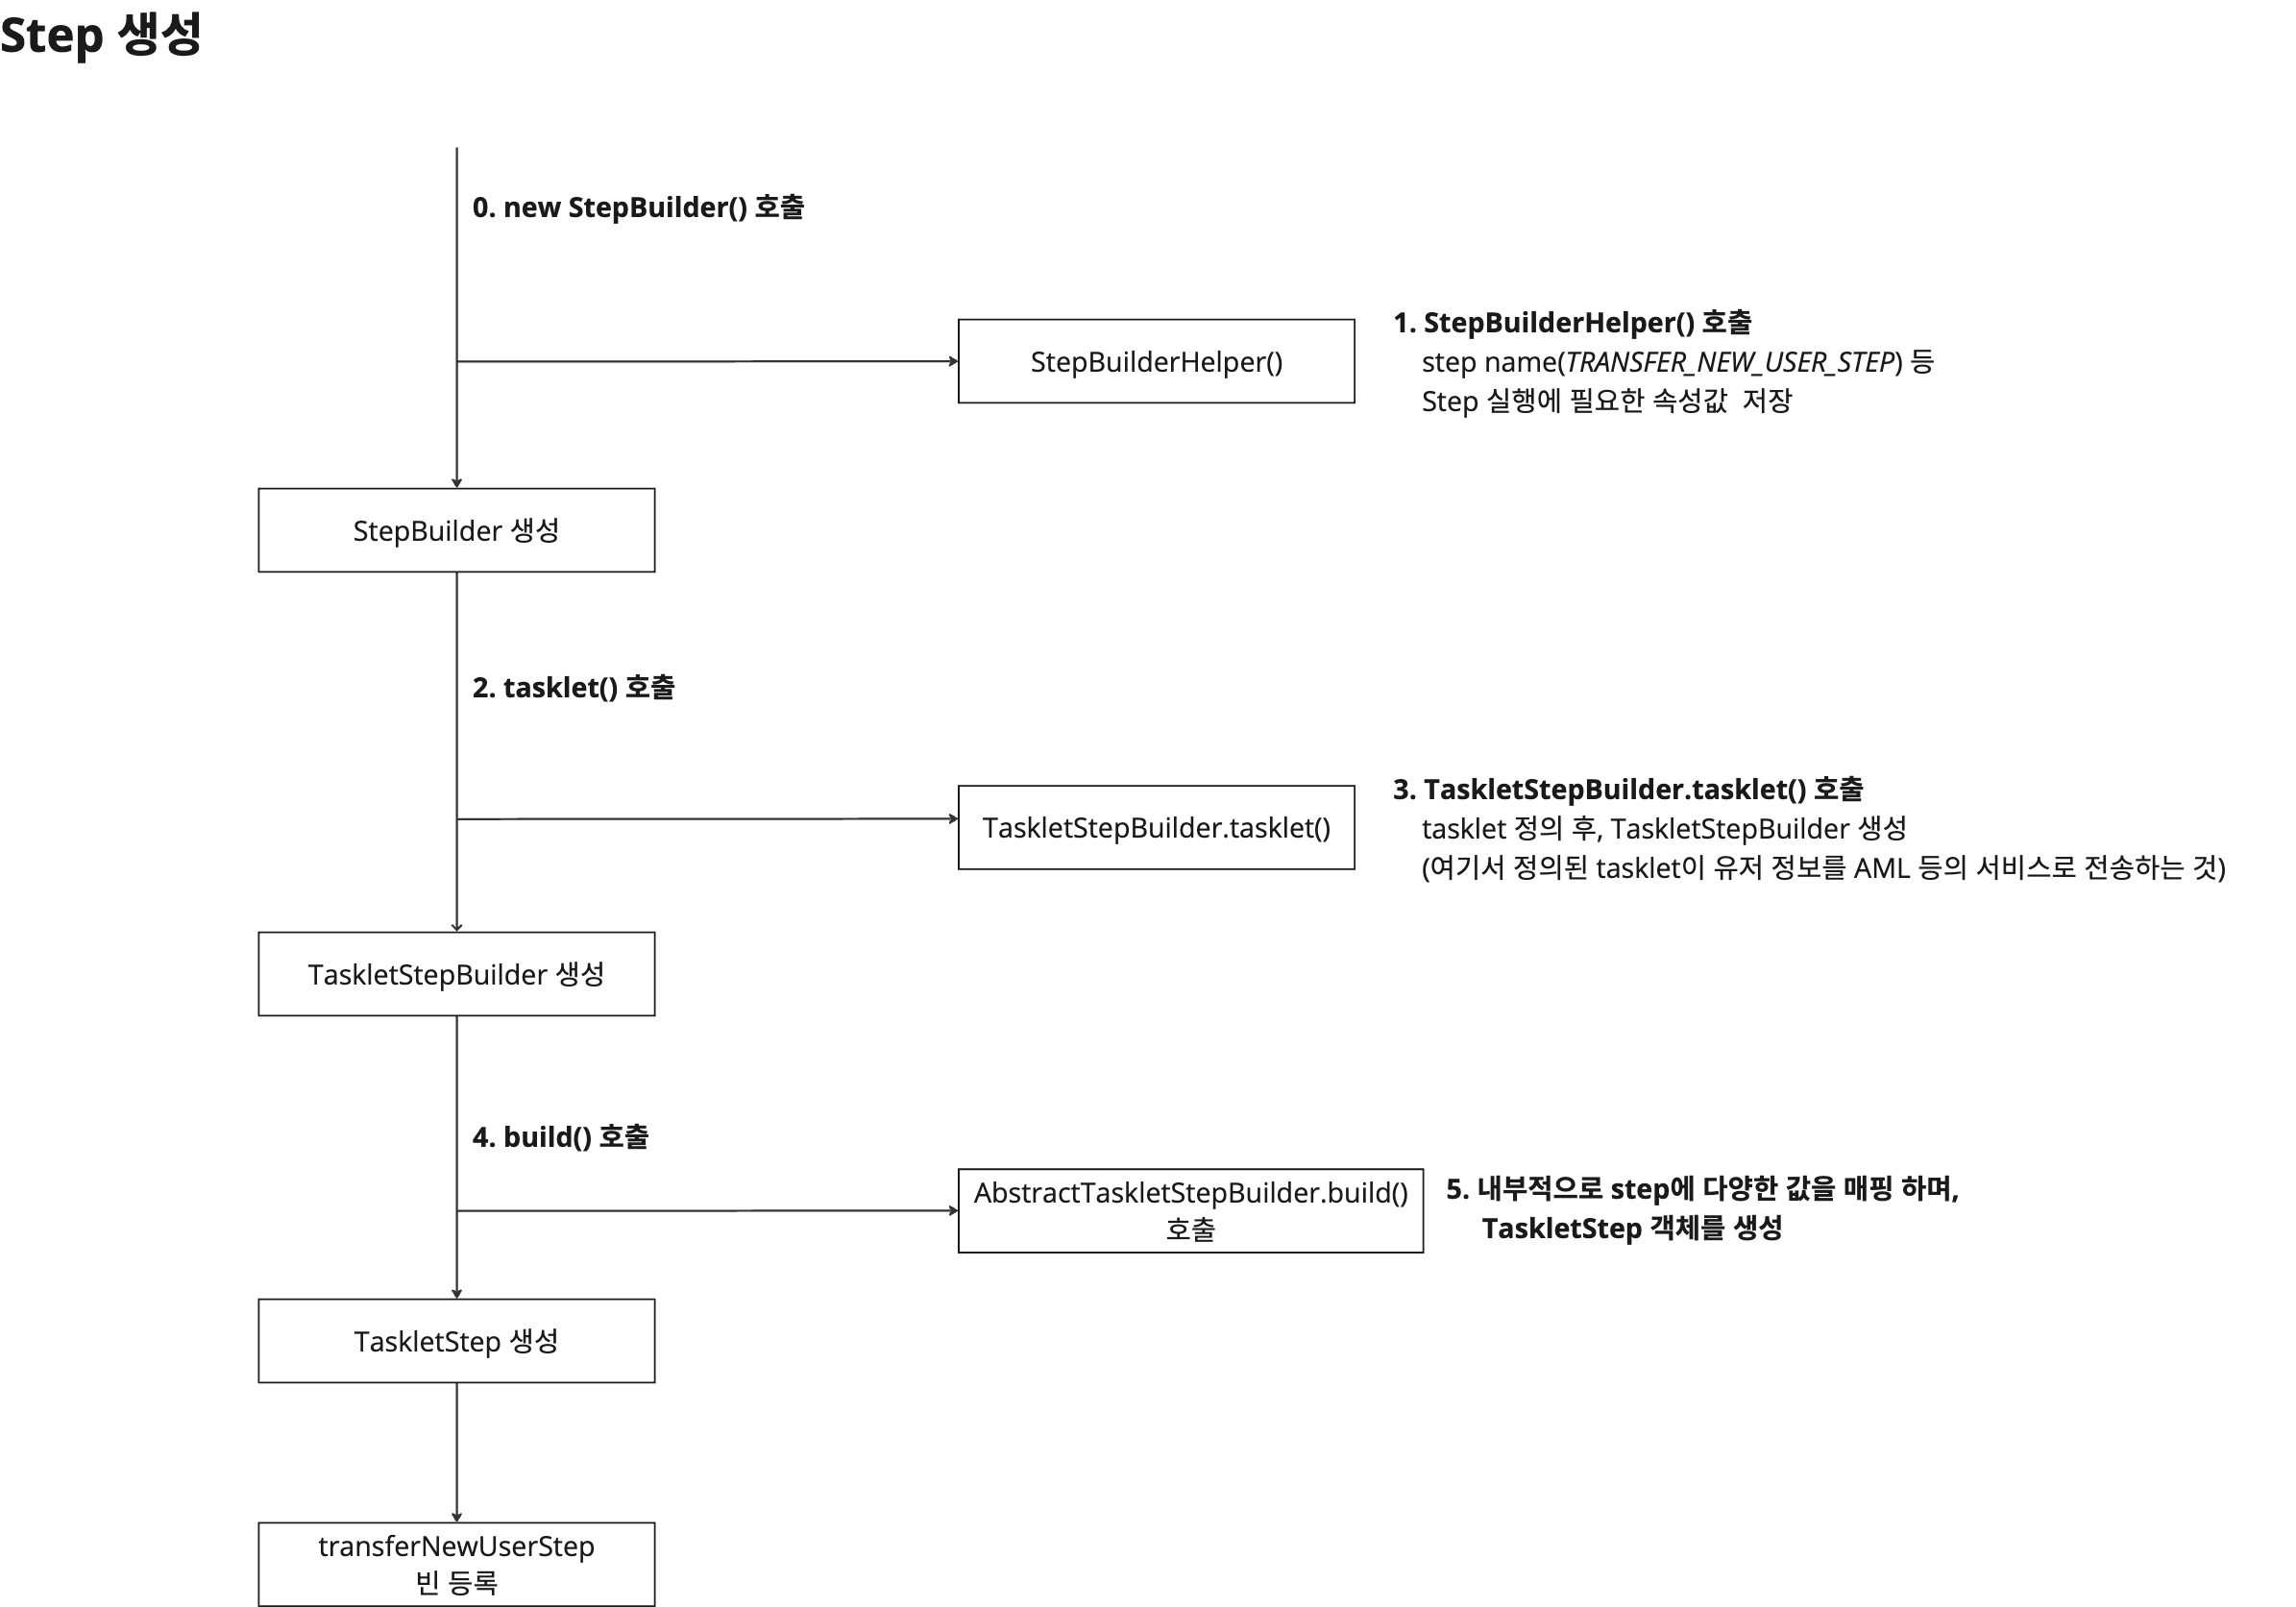 Step 생성
0. new StepBuilder() 호출
StepBuilderHelper()
1. StepBuilderHelper() 호출
step name(TRANSFER_NEW_USER_STEP) 등
Step 실행에 필요한 속성값  저장
StepBuilder 생성
2. tasklet() 호출
TaskletStepBuilder.tasklet()
3. TaskletStepBuilder.tasklet() 호출
tasklet 정의 후, TaskletStepBuilder 생성
(여기서 정의된 tasklet이 유저 정보를 AML 등의 서비스로 전송하는 것)
TaskletStepBuilder 생성
4. build() 호출
AbstractTaskletStepBuilder.build()
호출
5. 내부적으로 step에 다양한 값을 매핑 하며,
TaskletStep 객체를 생성
TaskletStep 생성
transferNewUserStep
빈 등록